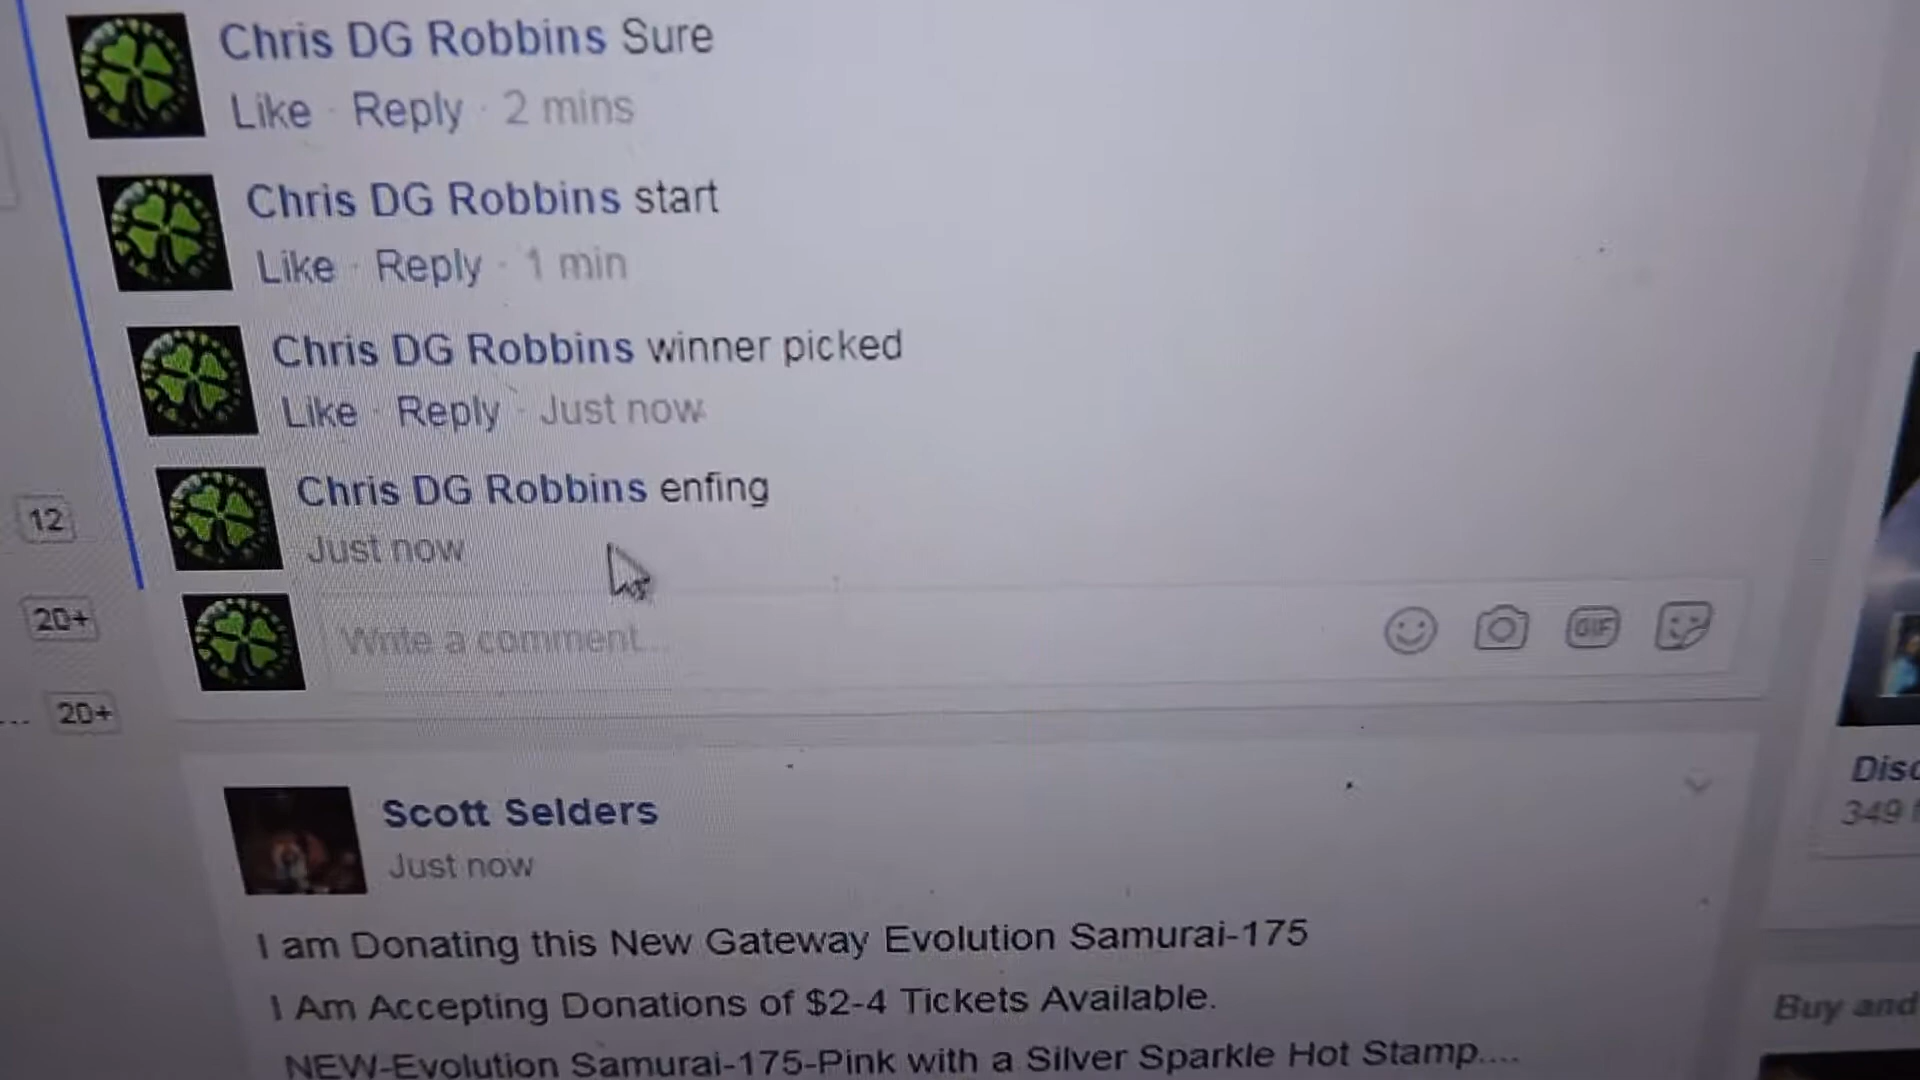 Chris DG Robbins Sure
Like · Reply · 2 mins
Chris DG Robbins start
Like · Reply · 1 min
Chris DG Robbins winner picked
Like · Reply · Just now
Chris DG Robbins enfing
Just now
12
20+
Write a comment...
GIF
... 20+
Scott Selders
Just now
Disc
349
I am Donating this New Gateway Evolution Samurai-175
I Am Accepting Donations of $2-4 Tickets Available.
Buy and
NEW-Evolution Samurai-175-Pink with a Silver Sparkle Hot Stamp....